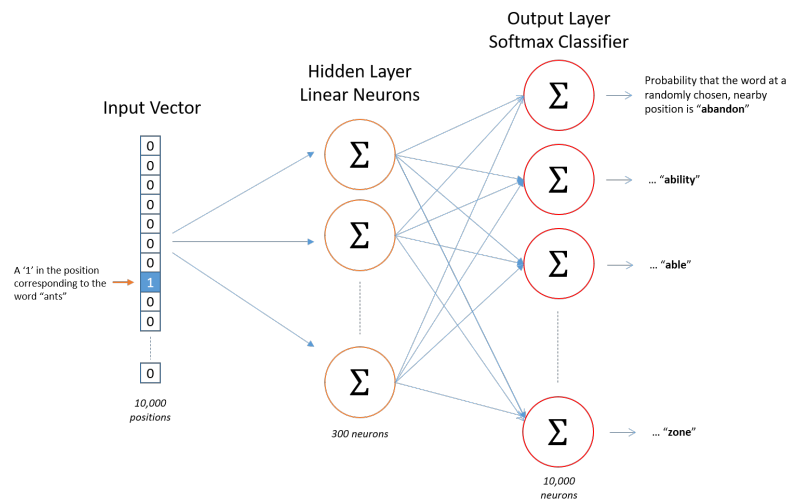 Output Layer
Softmax Classifier
Hidden Layer
Linear Neurons
Input Vector
0
0
0
0
0
0
0
1
0
0
0
A ‘1’ in the position
corresponding to the
word “ants”
10,000
positions
Σ
Σ
Σ
300 neurons
Σ
Σ
Σ
Σ
10,000
neurons
Probability that the word at a
randomly chosen, nearby
position is “abandon”
... “ability”
... “able”
... “zone”